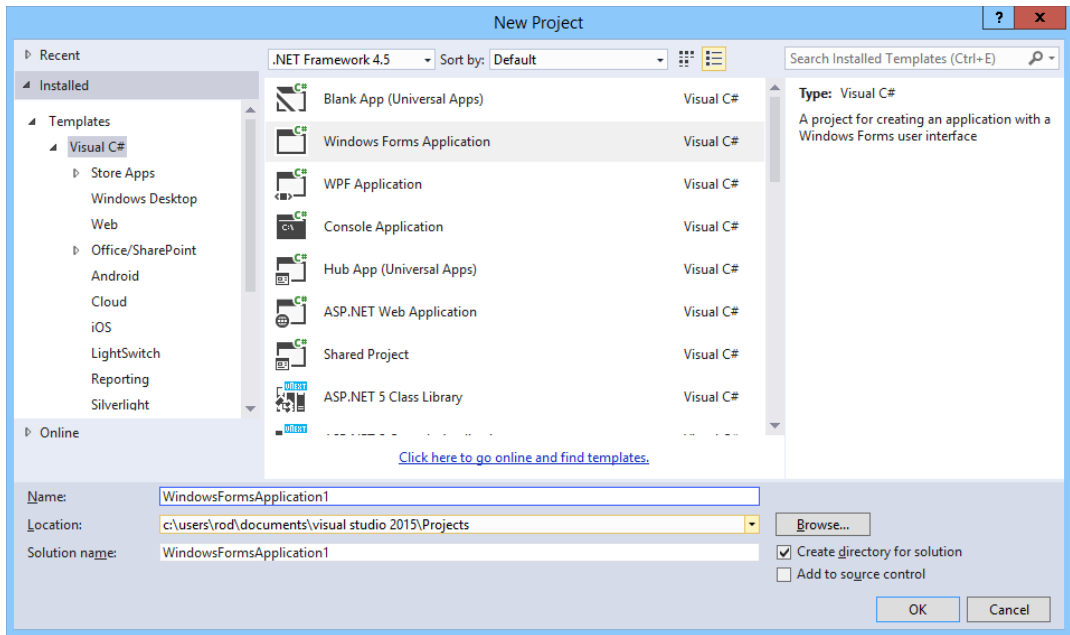 New Project
? x
Recent
Installed
Templates
Visual C#
Store Apps
Windows Desktop
Web
Office/SharePoint
Android
Cloud
iOS
LightSwitch
Reporting
Silverlight
Online
.NET Framework 4.5 Sort by: Default
C# Blank App (Universal Apps) Visual C#
C# Windows Forms Application Visual C#
C# WPF Application Visual C#
C# C:\ Console Application Visual C#
C# Hub App (Universal Apps) Visual C#
C# ASP.NET Web Application Visual C#
C# Shared Project Visual C#
VNEXT ASP.NET 5 Class Library Visual C#
VNEXT
Click here to go online and find templates.
Search Installed Templates (Ctrl+E)
Type: Visual C#
A project for creating an application with a
Windows Forms user interface
Name: WindowsFormsApplication1
Location: c:\users\rod\documents\visual studio 2015\Projects Browse...
Solution name: WindowsFormsApplication1
Create directory for solution
Add to source control
OK Cancel